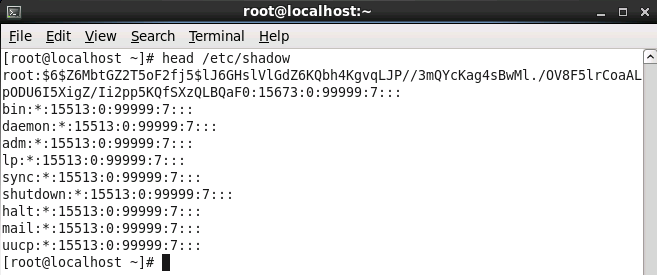 root@localhost:~
File Edit View Search Terminal Help
[root@localhost ~]# head /etc/shadow
root:$6$Z6MbtGZ2T5oF2fj5$lJ6GHslVlGdZ6KQbh4KgvqLJP//3mQYcKag4sBwMl./OV8F5lrCoaAL
pODU6I5XigZ/Ii2pp5KQfSXzQLBQaF0:15673:0:99999:7:::
bin:*:15513:0:99999:7:::
daemon:*:15513:0:99999:7:::
adm:*:15513:0:99999:7:::
lp:*:15513:0:99999:7:::
sync:*:15513:0:99999:7:::
shutdown:*:15513:0:99999:7:::
halt:*:15513:0:99999:7:::
mail:*:15513:0:99999:7:::
uucp:*:15513:0:99999:7:::
[root@localhost ~]#